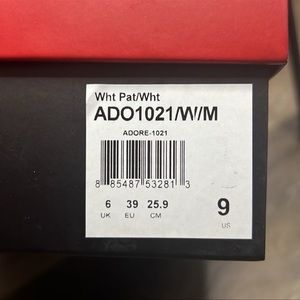 Wht Pat/Wht
ADO1021/W/M
ADORE-1021
8 85487 53281 3
6 39 25.9 9
UK EU CM US